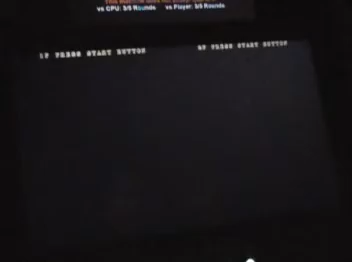 vs CPU: 5/5 Rounds vs Player: 5/5 Rounds
1P PRESS START BUTTON 2P PRESS START BUTTON